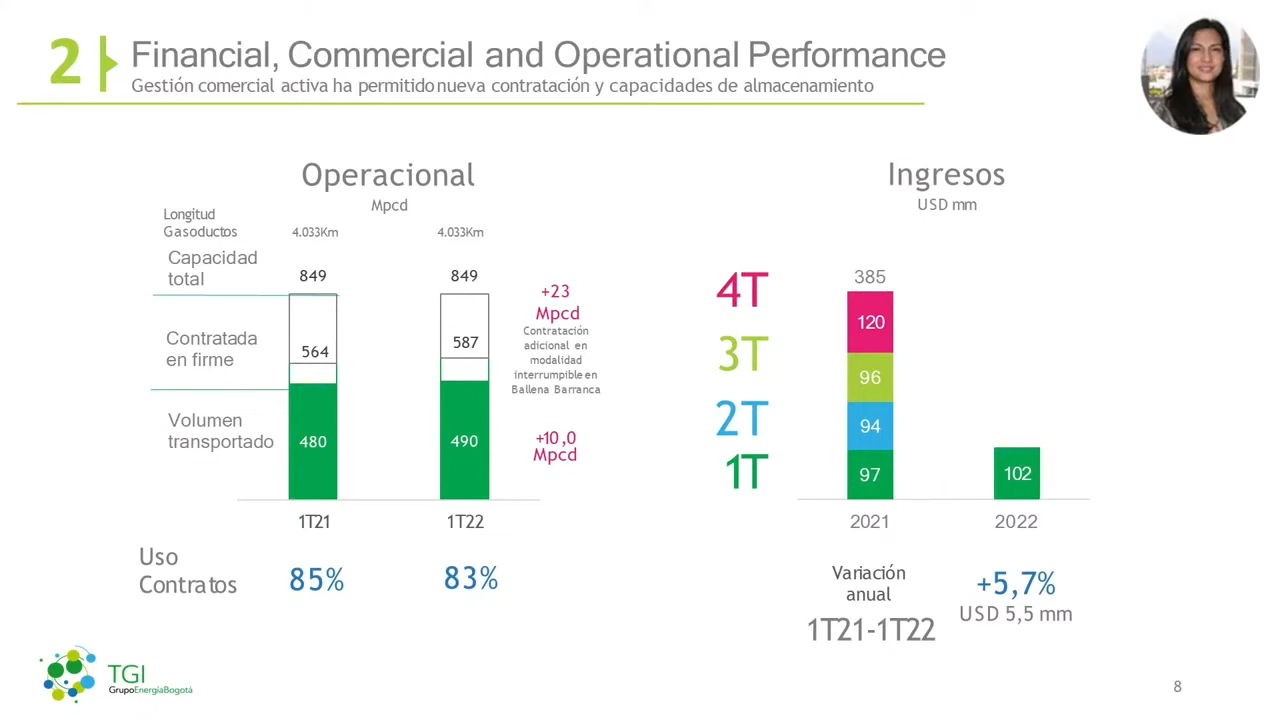 2
Financial, Commercial and Operational Performance
Gestión comercial activa ha permitido nueva contratación y capacidades de almacenamiento
Operacional
Mpcd
Longitud
Gasoductos
4.033Km
4.033Km
Capacidad
total
849
849
Contratada
en firme
564
587
+23
Mpcd
Contratación
adicional en
modalidad
interrumpible en
Ballena Barranca
Volumen
transportado
480
490
+10,0
Mpcd
1T21
1T22
Uso
Contratos
85%
83%
Ingresos
USD mm
4T
3T
2T
1T
385
120
96
94
97
102
2021
2022
Variación
anual
1T21-1T22
+5,7%
USD 5,5 mm
TGI
GrupoEnergíaBogotá
8